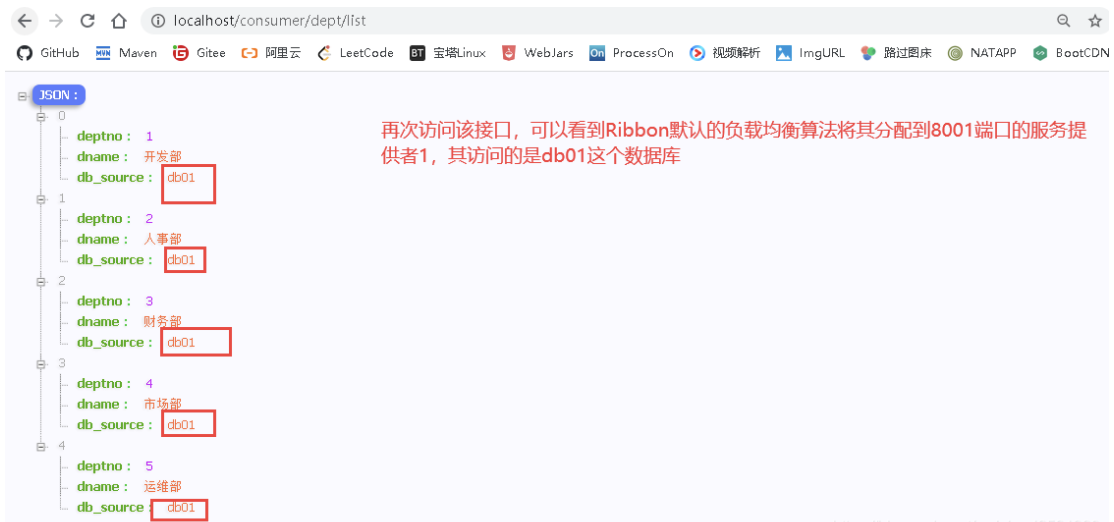 localhost/consumer/dept/list
GitHub Maven Gitee 阿里云 LeetCode 宝塔Linux WebJars ProcessOn 视频解析 ImgURL 路过图床 NATAPP BootCDN
JSON :
0
deptno : 1
dname : 开发部
db_source : db01
再次访问该接口，可以看到Ribbon默认的负载均衡算法将其分配到8001端口的服务提
供者1，其访问的是db01这个数据库
1
deptno : 2
dname : 人事部
db_source : db01
2
deptno : 3
dname : 财务部
db_source : db01
3
deptno : 4
dname : 市场部
db_source : db01
4
deptno : 5
dname : 运维部
db_source : db01